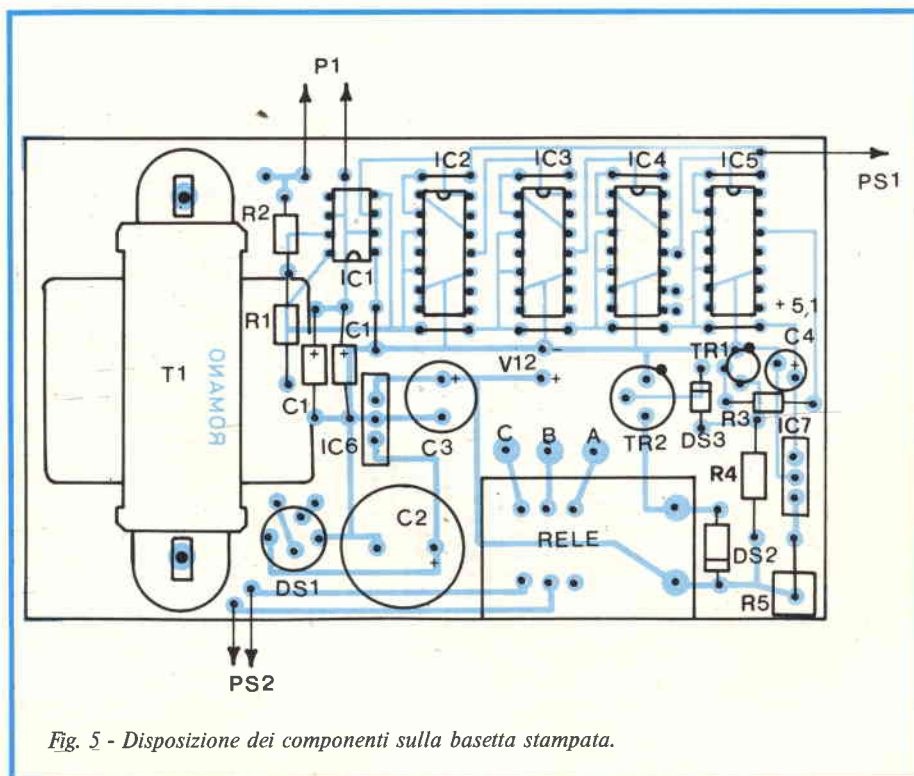 P1
IC2 IC3 IC4 IC5
PS1
R2
IC1
R1
C1
+ 5,1
T1
ROMANO
C1
V12
-
+
TR1
C4
+
R3
IC6
C3
+
TR2
DS3
IC7
C B A
R4
C2
+
RELE
DS1
DS2
R5
PS2
Fig. 5 - Disposizione dei componenti sulla basetta stampata.